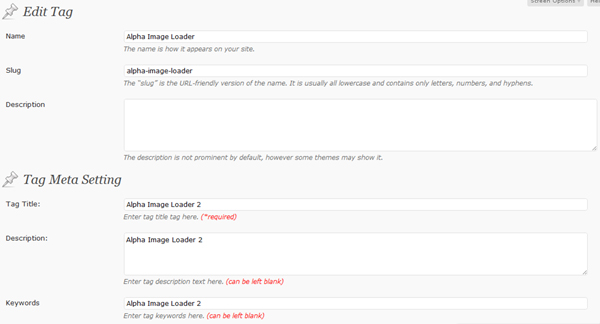 Screen Options
Edit Tag
Name
Alpha Image Loader
The name is how it appears on your site.
Slug
alpha-image-loader
The "slug" is the URL-friendly version of the name. It is usually all lowercase and contains only letters, numbers, and hyphens.
Description
The description is not prominent by default, however some themes may show it.
Tag Meta Setting
Tag Title:
Alpha Image Loader 2
Enter tag title tag here. (*required)
Description:
Alpha Image Loader 2
Enter tag description text here. (can be left blank)
Keywords
Alpha Image Loader 2
Enter tag keywords here. (can be left blank)